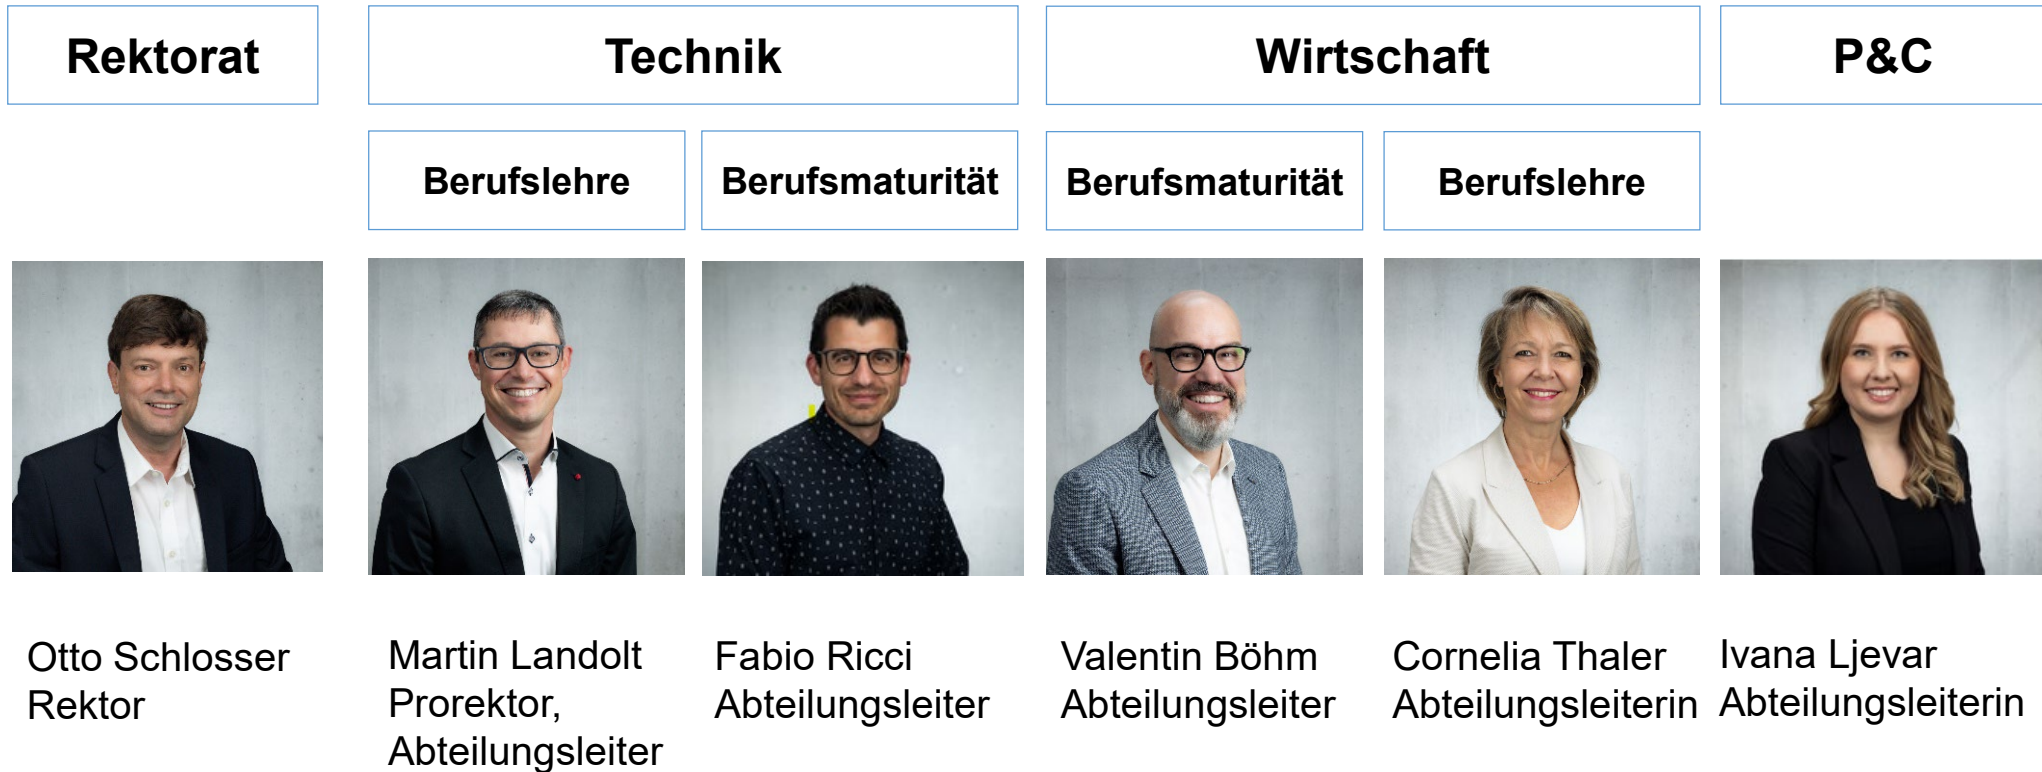 Rektorat
Technik
Wirtschaft
P&C
Berufslehre
Berufsmaturität
Berufsmaturität
Berufslehre
Otto Schlosser
Rektor
Martin Landolt
Prorektor,
Abteilungsleiter
Fabio Ricci
Abteilungsleiter
Valentin Böhm
Abteilungsleiter
Cornelia Thaler
Abteilungsleiterin
Ivana Ljevar
Abteilungsleiterin